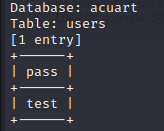 Database: acuart
Table: users
[1 entry]
+------+
| pass |
+------+
| test |
+------+